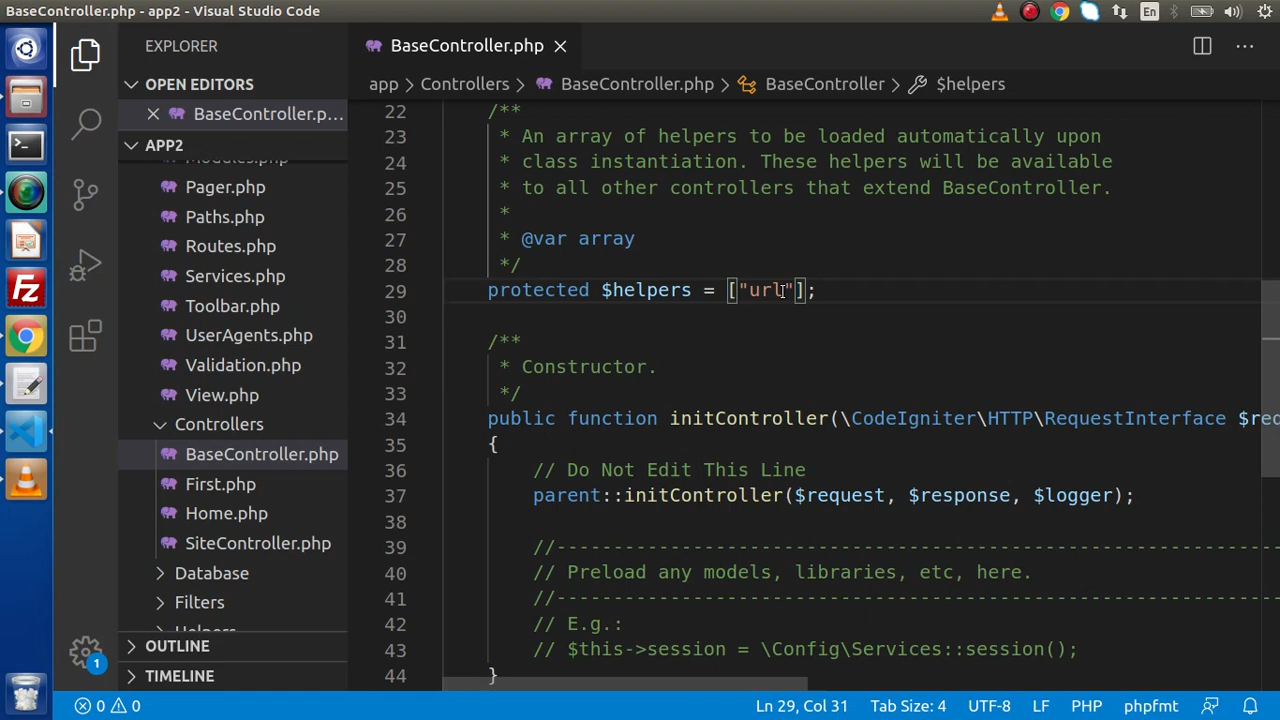 BaseController.php - app2 - Visual Studio Code
En
EXPLORER
OPEN EDITORS
BaseController.p...
APP2
Pager.php
Paths.php
Routes.php
Services.php
Toolbar.php
UserAgents.php
Validation.php
View.php
Controllers
BaseController.php
First.php
Home.php
SiteController.php
Database
Filters
OUTLINE
TIMELINE
1
BaseController.php
app > Controllers > BaseController.php > BaseController > $helpers
22 /**
23 * An array of helpers to be loaded automatically upon
24 * class instantiation. These helpers will be available
25 * to all other controllers that extend BaseController.
26 *
27 * @var array
28 */
29 protected $helpers = ["url"];
30
31 /**
32 * Constructor.
33 */
34 public function initController(\CodeIgniter\HTTP\RequestInterface $req
35 {
36 // Do Not Edit This Line
37 parent::initController($request, $response, $logger);
38
39 //----------------------------------------------------------------
40 // Preload any models, libraries, etc, here.
41 //----------------------------------------------------------------
42 // E.g.:
43 // $this->session = \Config\Services::session();
44 }
0 0
Ln 29, Col 31
Tab Size: 4
UTF-8
LF
PHP
phpfmt